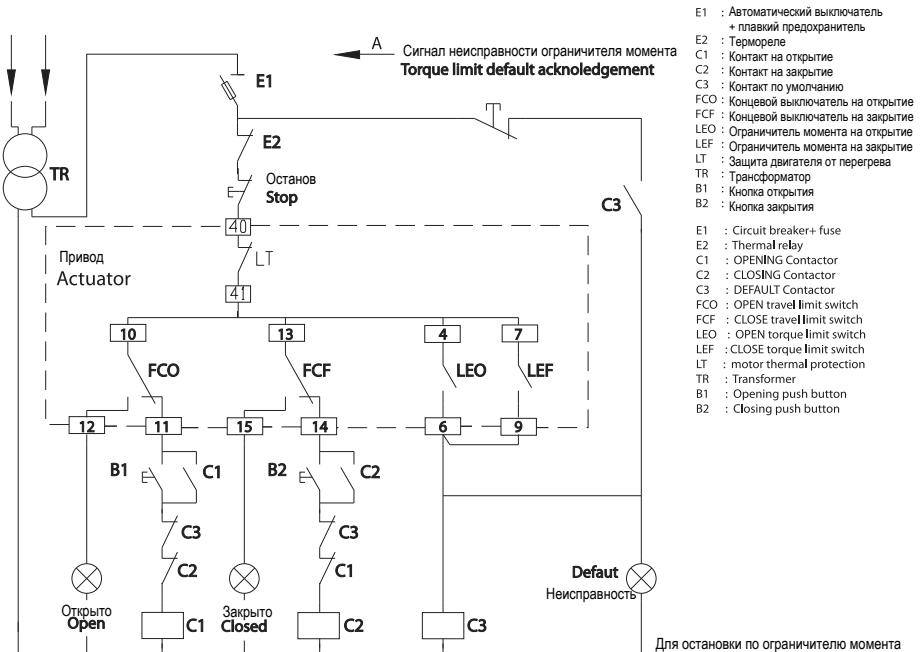 A
Сигнал неисправности ограничителя момента
Torque limit default acknoledgement
E1
E2
TR
Останов
Stop
C3
40
Привод
Actuator
LT
41
10
13
4
7
FCO
FCF
LEO
LEF
12
11
15
14
6
9
B1
C1
B2
C2
C3
C3
C2
C1
Defaut
Неисправность
Открыто
Open
C1
Закрыто
Closed
C2
C3
Для остановки по ограничителю момента
E1 : Автоматический выключатель
+ плавкий предохранитель
E2 : Термореле
C1 : Контакт на открытие
C2 : Контакт на закрытие
C3 : Контакт по умолчанию
FCO : Концевой выключатель на открытие
FCF : Концевой выключатель на закрытие
LEO : Ограничитель момента на открытие
LEF : Ограничитель момента на закрытие
LT : Защита двигателя от перегрева
TR : Трансформатор
B1 : Кнопка открытия
B2 : Кнопка закрытия
E1 : Circuit breaker+ fuse
E2 : Thermal relay
C1 : OPENING Contactor
C2 : CLOSING Contactor
C3 : DEFAULT Contactor
FCO : OPEN travel limit switch
FCF : CLOSE travel limit switch
LEO : OPEN torque limit switch
LEF : CLOSE torque limit switch
LT : motor thermal protection
TR : Transformer
B1 : Opening push button
B2 : Closing push button